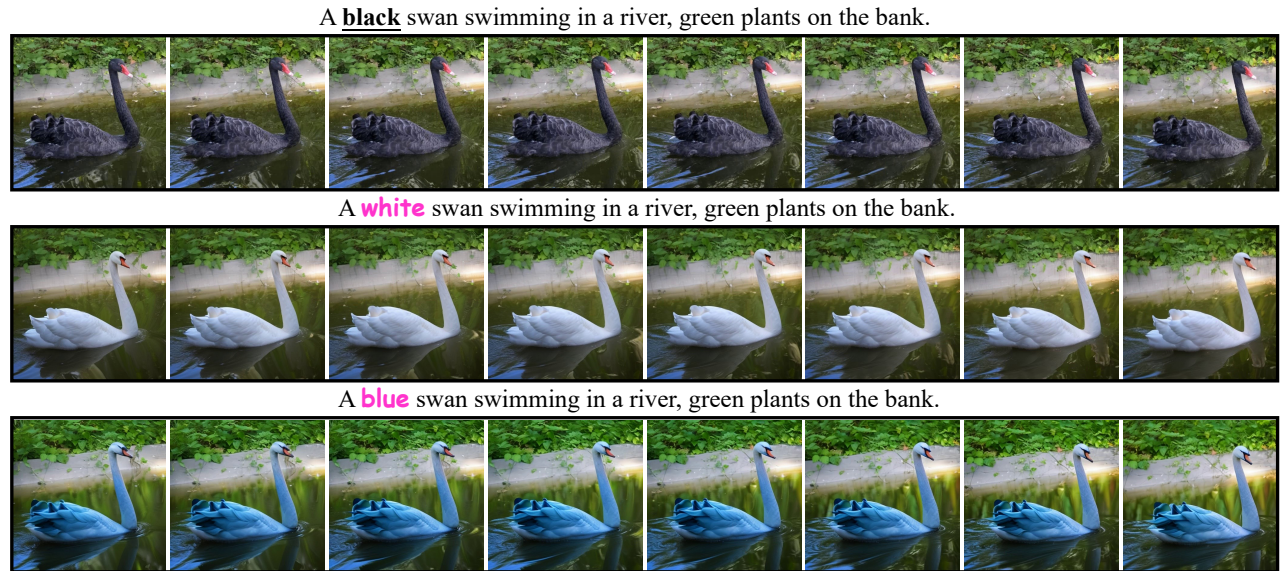 A black swan swimming in a river, green plants on the bank.
A white swan swimming in a river, green plants on the bank.
A blue swan swimming in a river, green plants on the bank.